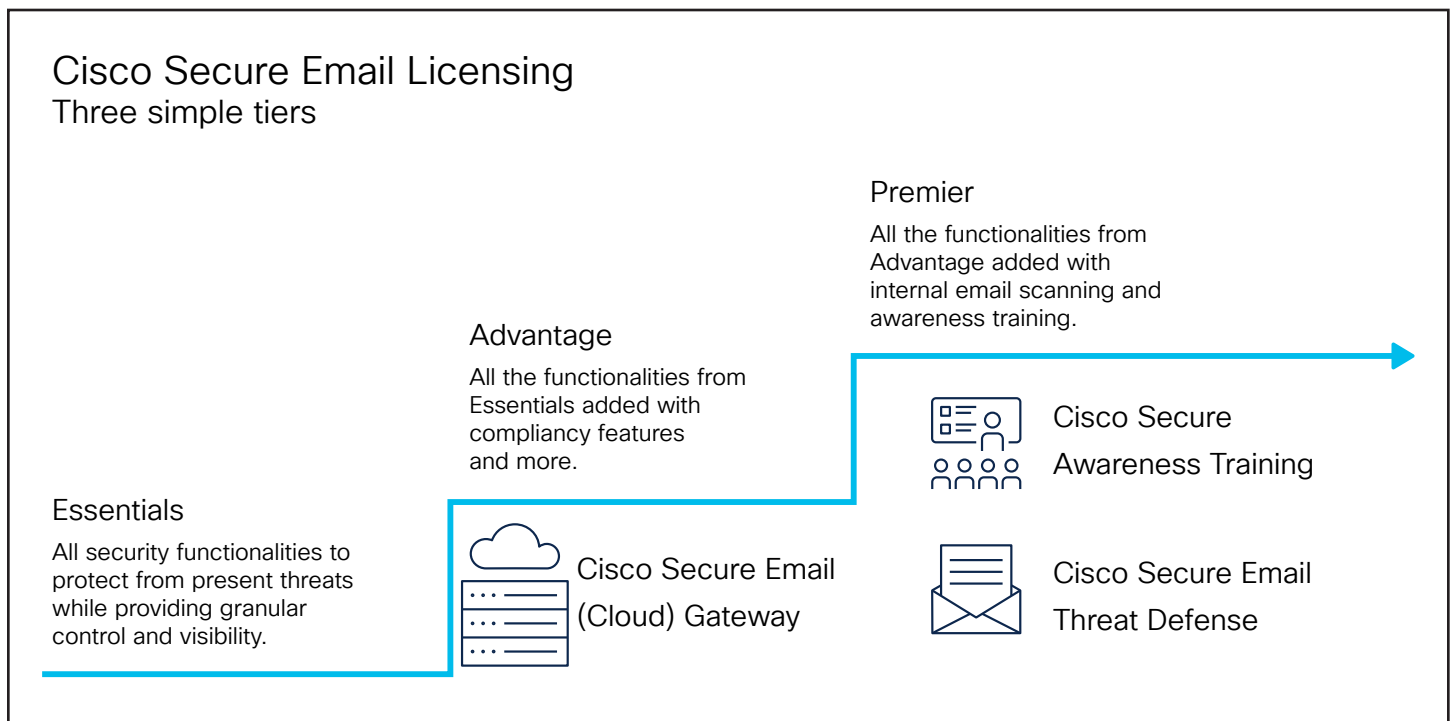 Cisco Secure Email Licensing
Three simple tiers
Premier
All the functionalities from
Advantage added with
internal email scanning and
awareness training.
Advantage
All the functionalities from
Essentials added with
compliancy features
and more.
Essentials
All security functionalities to
protect from present threats
while providing granular
control and visibility.
Cisco Secure Email
(Cloud) Gateway
Cisco Secure
Awareness Training
Cisco Secure Email
Threat Defense